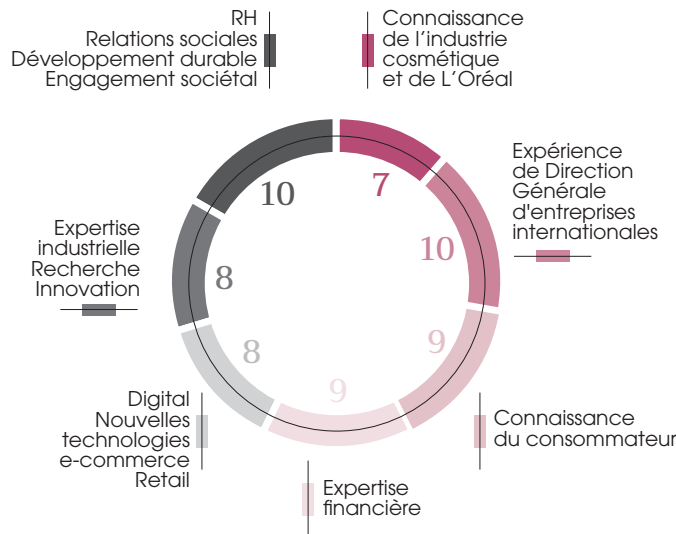 RH
Relations sociales
Développement durable
Engagement sociétal
Connaissance
de l'industrie
cosmétique
et de L'Oréal
10
7
Expérience
de Direction
Générale
d'entreprises
internationales
10
Expertise
industrielle
Recherche
Innovation
8
8
9
9
Digital
Nouvelles
technologies
e-commerce
Retail
Connaissance
du consommateur
Expertise
financière